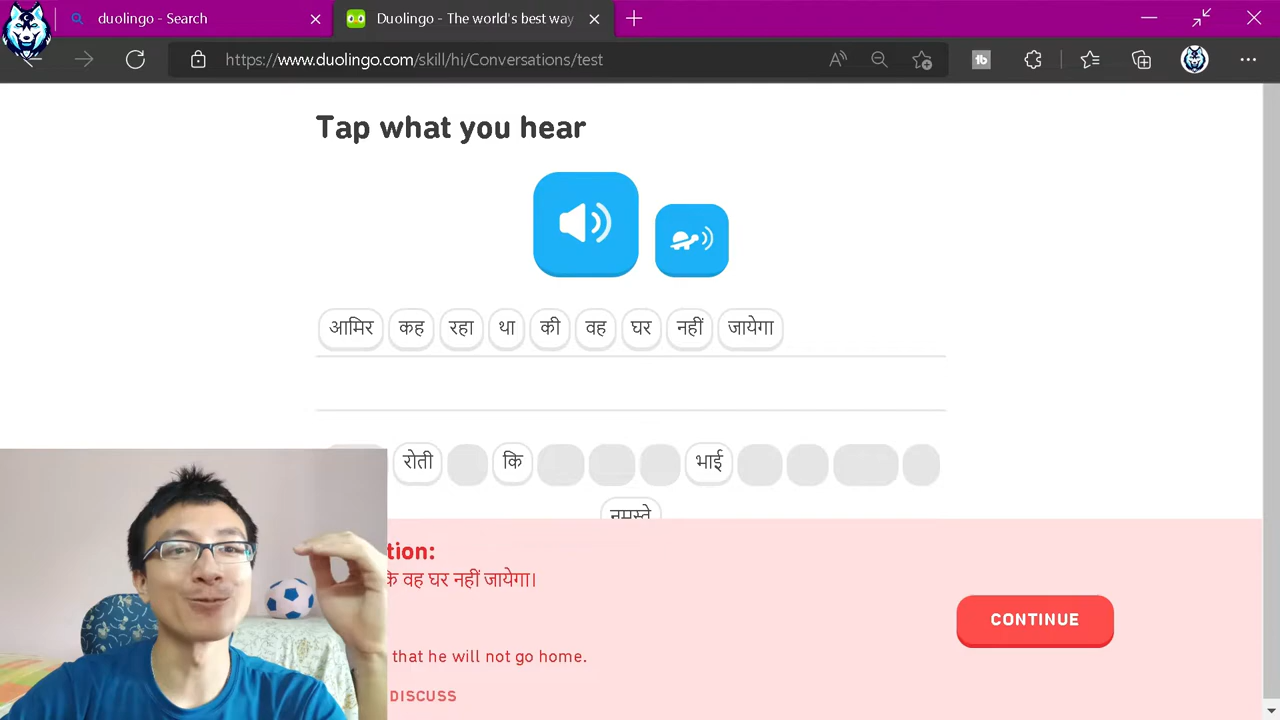 duolingo - Search
Duolingo - The world's best way
https://www.duolingo.com/skill/hi/Conversations/test
Tap what you hear
आमिर कह रहा था की वह घर नहीं जायेगा
रोती कि भाई
नमस्ते
tion:
कि वह घर नहीं जायेगा।
that he will not go home.
DISCUSS
CONTINUE